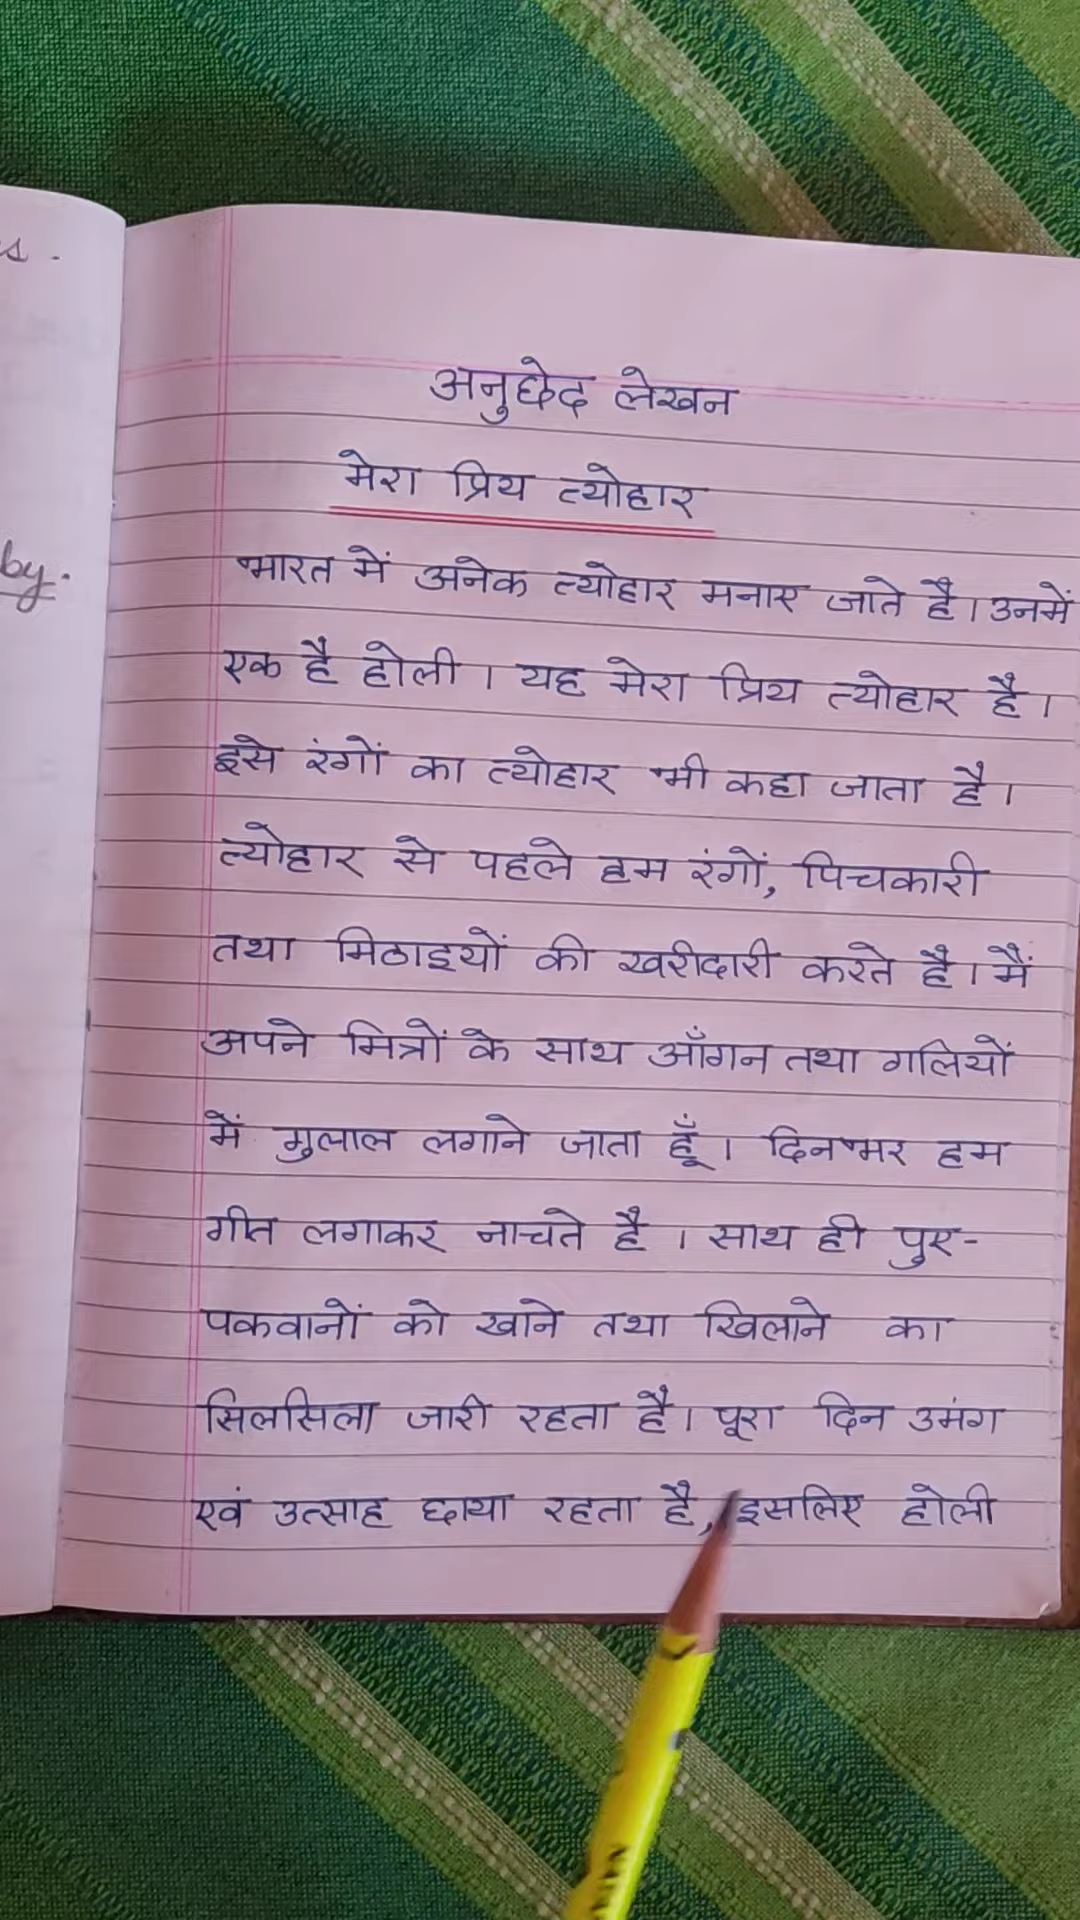 s.
by.
अनुछेद लेखन
मेरा प्रिय त्योहार
भारत में अनेक त्योहार मनाए जाते है। उनमें
एक है होली। यह मेरा प्रिय त्योहार है।
इसे रंगों का त्योहार भी कहा जाता है।
त्योहार से पहले हम रंगों, पिचकारी
तथा मिठाइयों की खरीदारी करते है। मैं
अपने मित्रों के साथ आँगन तथा गलियों
में गुलाल लगाने जाता हूँ। दिनभर हम
गीत लगाकर नाचते है। साथ ही पुए-
पकवानों को खाने तथा खिलाने का
सिलसिला जारी रहता है। पूरा दिन उमंग
एवं उत्साह छाया रहता है, इसलिए होली